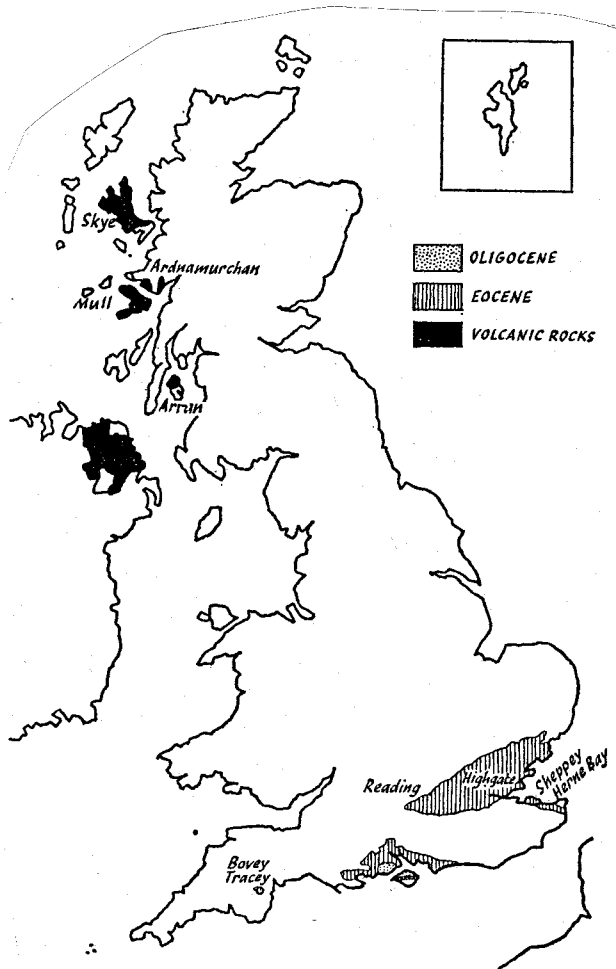 Skye
Ardnamurchan
Mull
Arran
OLIGOCENE
EOCENE
VOLCANIC ROCKS
Reading
Highgate
Sheppey
Herne Bay
Bovey
Tracey